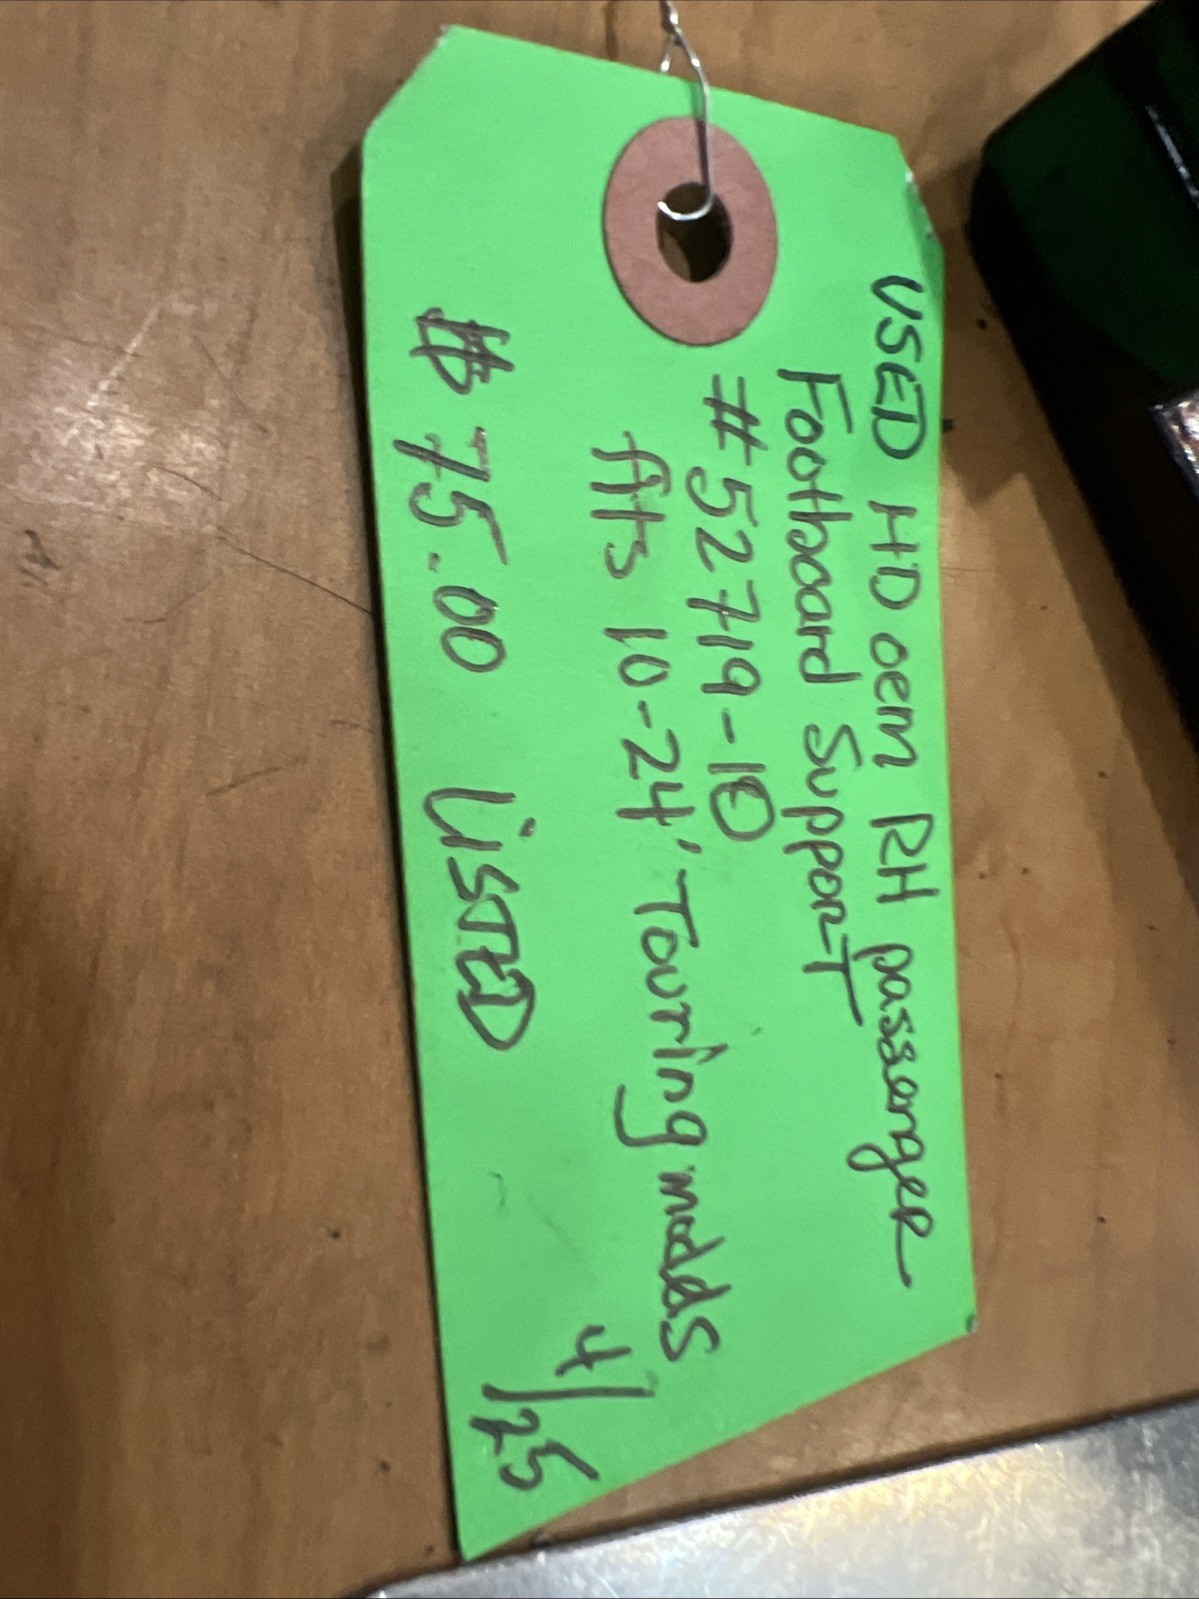 USED HD oem RH passenger
Footboard Support
#52719-10
fits 10-24' Touring models
$75.00 LISTED
4/25